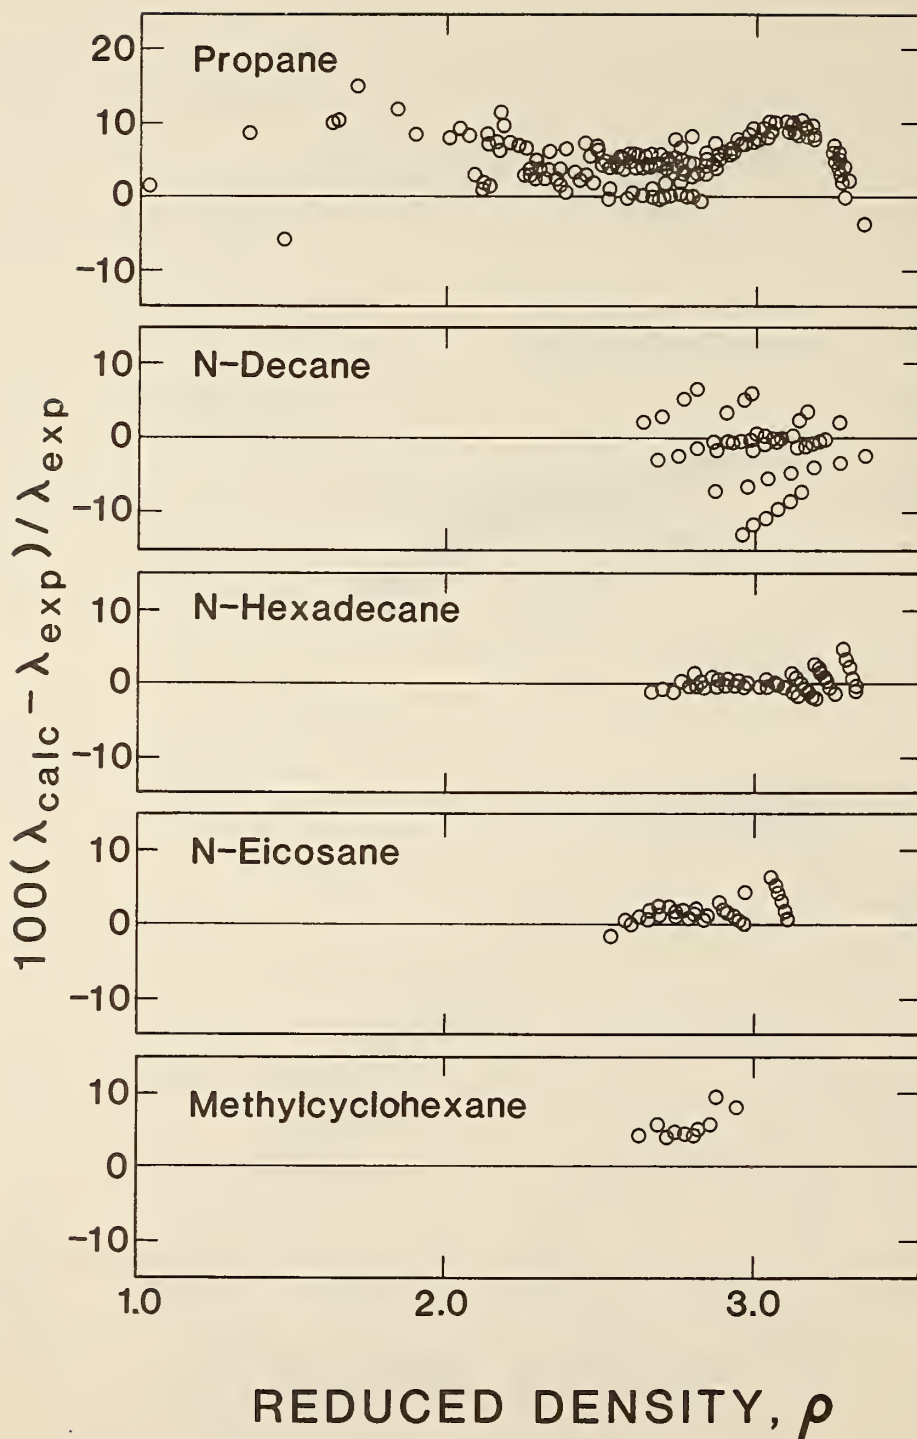 100(λcalc − λexp)/λexp
20
Propane
10
0
−10
10
N-Decane
0
−10
10
N-Hexadecane
0
−10
10
N-Eicosane
0
−10
10
Methylcyclohexane
0
−10
1.0 2.0 3.0
REDUCED DENSITY, ρ